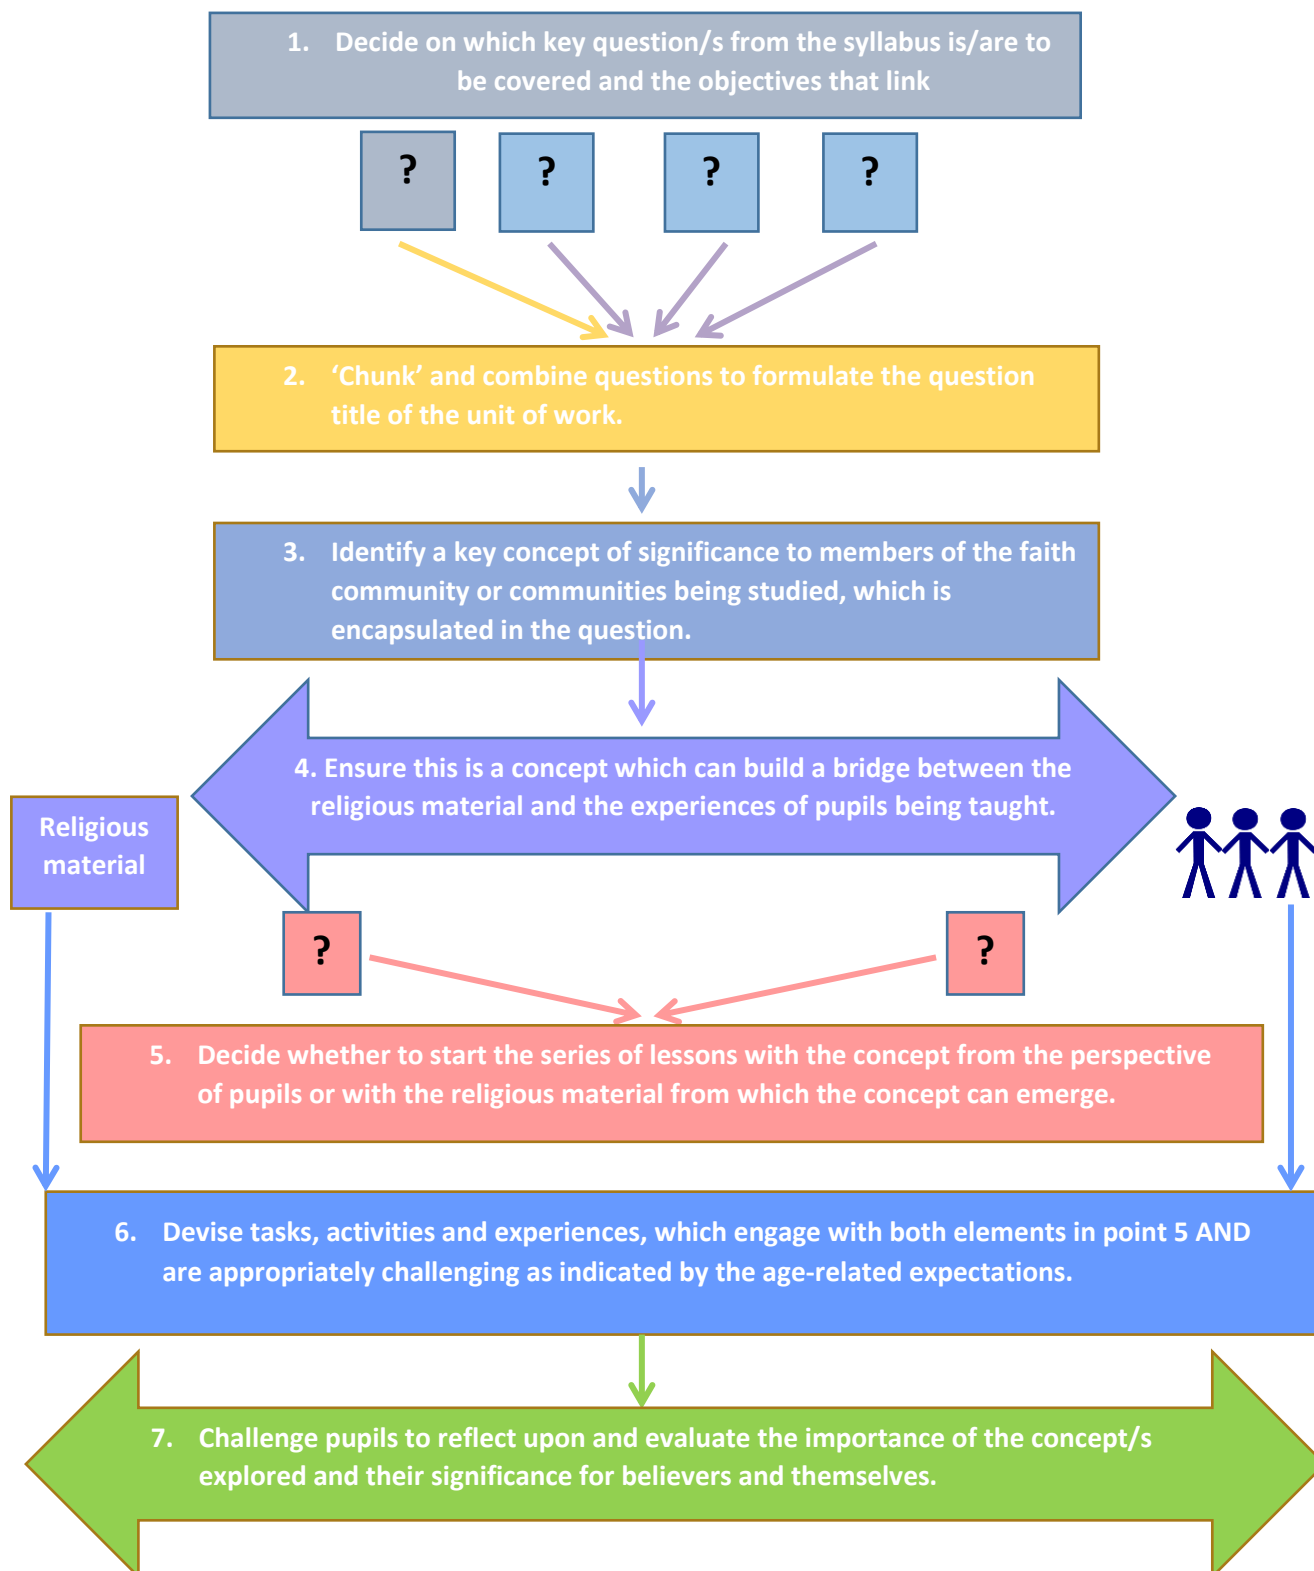 1. Decide on which key question/s from the syllabus is/are to
be covered and the objectives that link
? ? ? ?
2. ‘Chunk’ and combine questions to formulate the question
title of the unit of work.
3. Identify a key concept of significance to members of the faith
community or communities being studied, which is
encapsulated in the question.
4. Ensure this is a concept which can build a bridge between the
religious material and the experiences of pupils being taught.
Religious
material
? ?
5. Decide whether to start the series of lessons with the concept from the perspective
of pupils or with the religious material from which the concept can emerge.
6. Devise tasks, activities and experiences, which engage with both elements in point 5 AND
are appropriately challenging as indicated by the age-related expectations.
7. Challenge pupils to reflect upon and evaluate the importance of the concept/s
explored and their significance for believers and themselves.